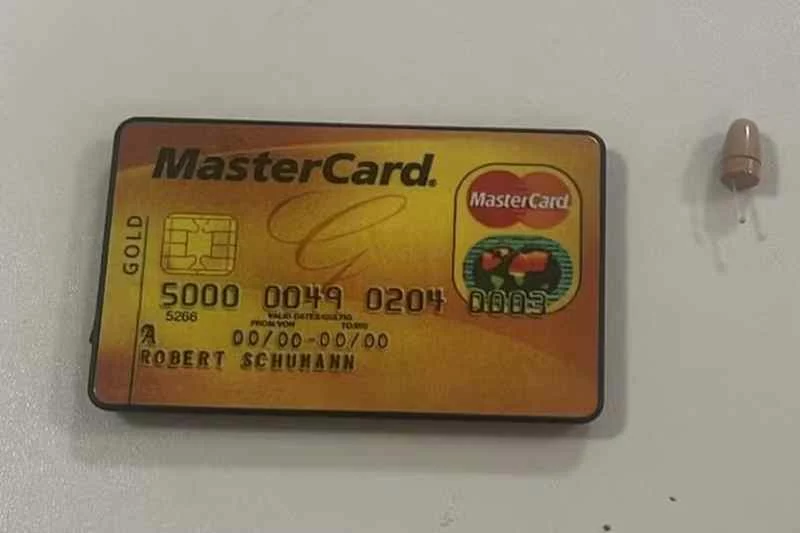 MasterCard.
MasterCard
GOLD
5000 0049 0204 0003
5266
VALID DATES/GÜLTIG
FROM/VON TO/BIS
A 00/00-00/00
ROBERT SCHUMANN